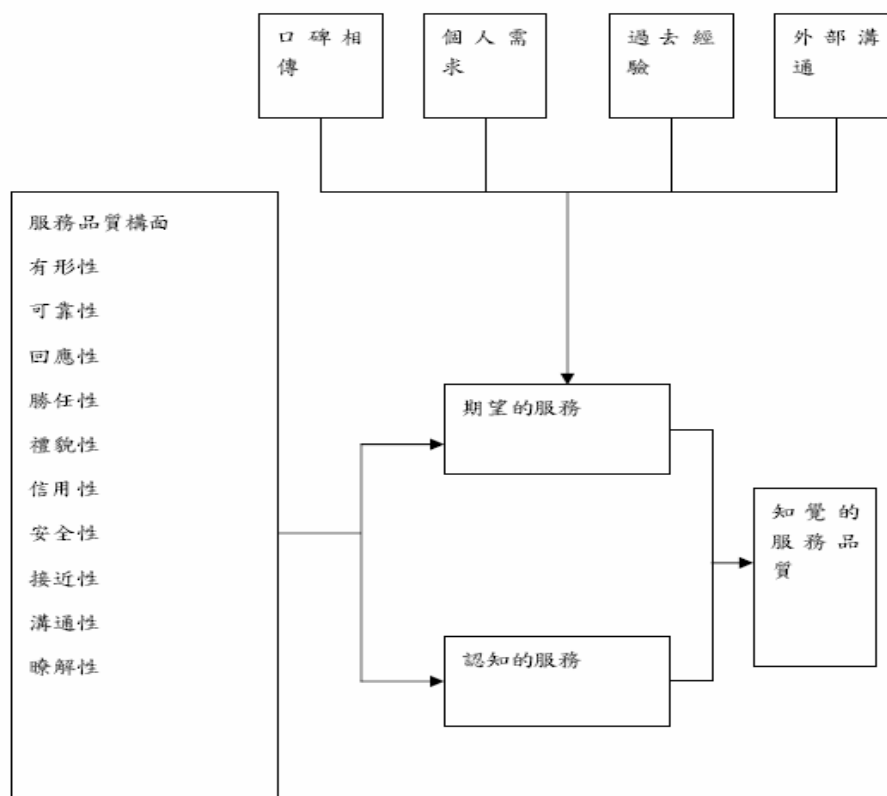 口碑相
傳
個人需
求
過去經
驗
外部溝
通
服務品質構面
有形性
可靠性
回應性
勝任性
禮貌性
信用性
安全性
接近性
溝通性
瞭解性
期望的服務
認知的服務
知覺的
服務品
質